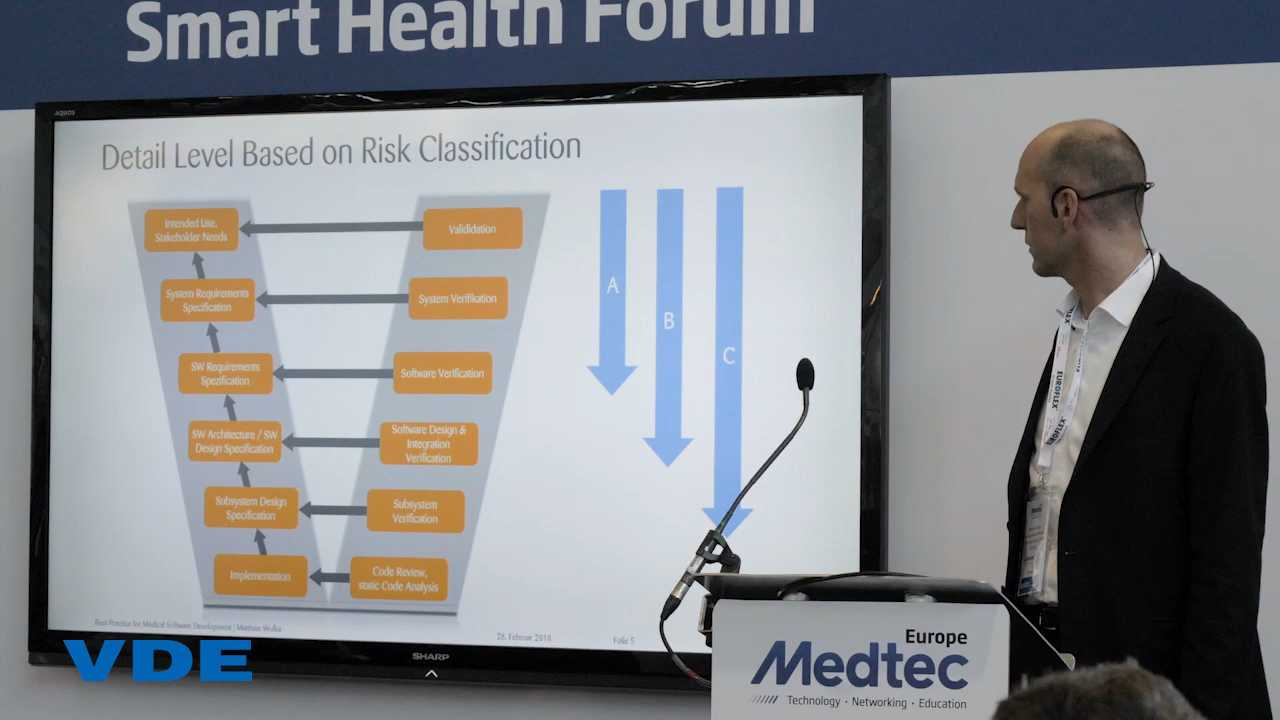 Smart Health Forum
AQUOS
Detail Level Based on Risk Classification
Intended Use,
Stakeholder Needs
Valididation
System Requirements
Specification
System Verifikation
SW Requirements
Spezification
Software Verification
SW Architecture / SW
Design Specification
Software Design &
Integration
Verification
Subsystem Design
Specification
Subsystem
Verification
Implementation
Code Review,
static Code Analysis
A
B
C
Best Practice for Medical Software Development | Matthias
28. Februar 2018
Folie 5
SHARP
VDE
EUROFLEX
Europe
Medtec
Technology · Networking · Education